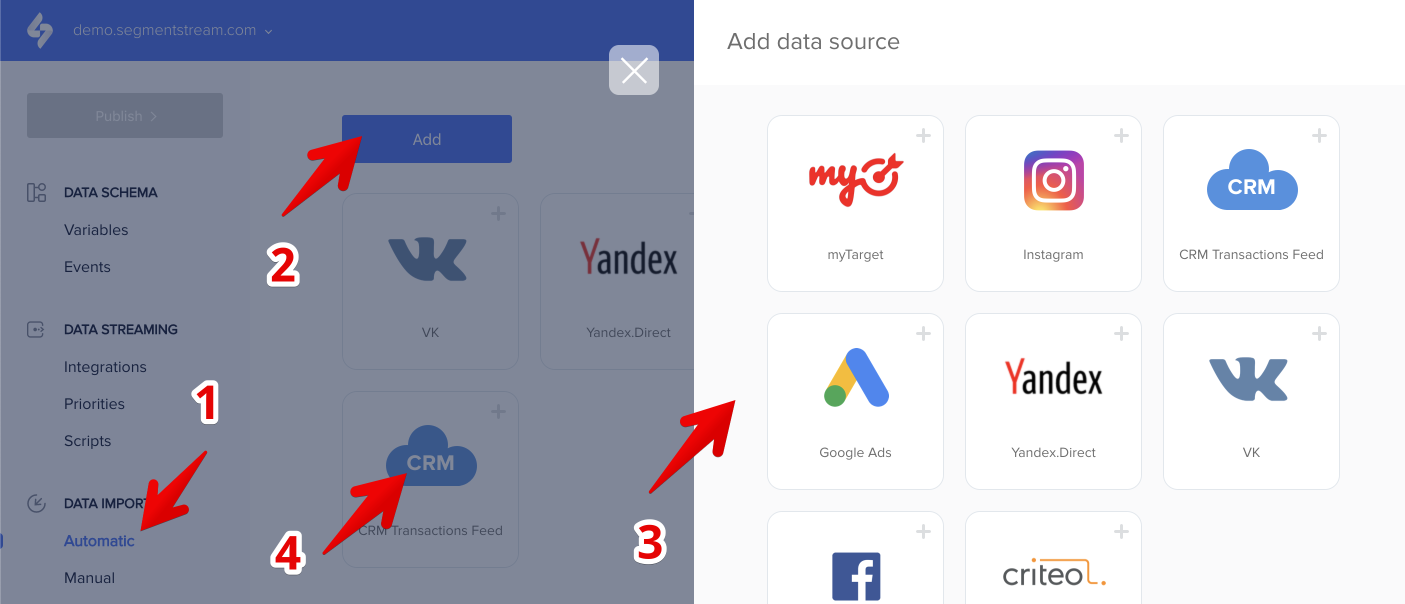 demo.segmentstream.com
Add data source
Publish >
Add
DATA SCHEMA
Variables
Events
DATA STREAMING
Integrations
Priorities
Scripts
DATA IMPORT
Automatic
Manual
1
2
3
4
VK
Yandex
Yandex.Direct
CRM
CRM Transactions Feed
my
myTarget
Instagram
CRM
CRM Transactions Feed
Google Ads
Yandex
Yandex.Direct
VK
criteo